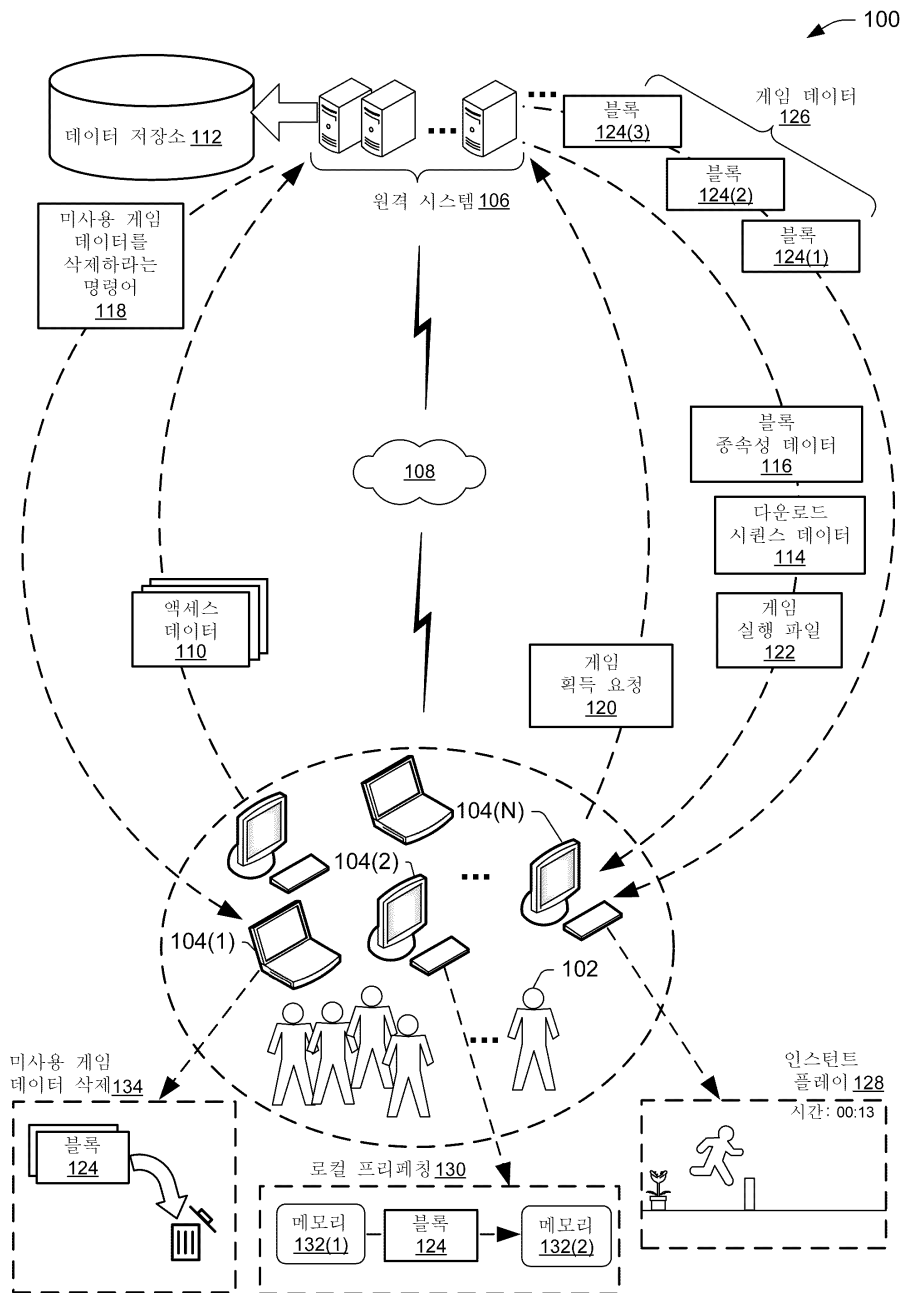 100
데이터 저장소 112
원격 시스템 106
게임 데이터
126
블록
124(3)
블록
124(2)
블록
124(1)
미사용 게임
데이터를
삭제하라는
명령어
118
108
블록
종속성 데이터
116
다운로드
시퀀스 데이터
114
게임
실행 파일
122
액세스
데이터
110
게임
획득 요청
120
104(N)
104(2)
104(1)
102
미사용 게임
데이터 삭제 134
블록
124
로컬 프리페칭 130
메모리
132(1)
블록
124
메모리
132(2)
인스턴트
플레이 128
시간: 00:13